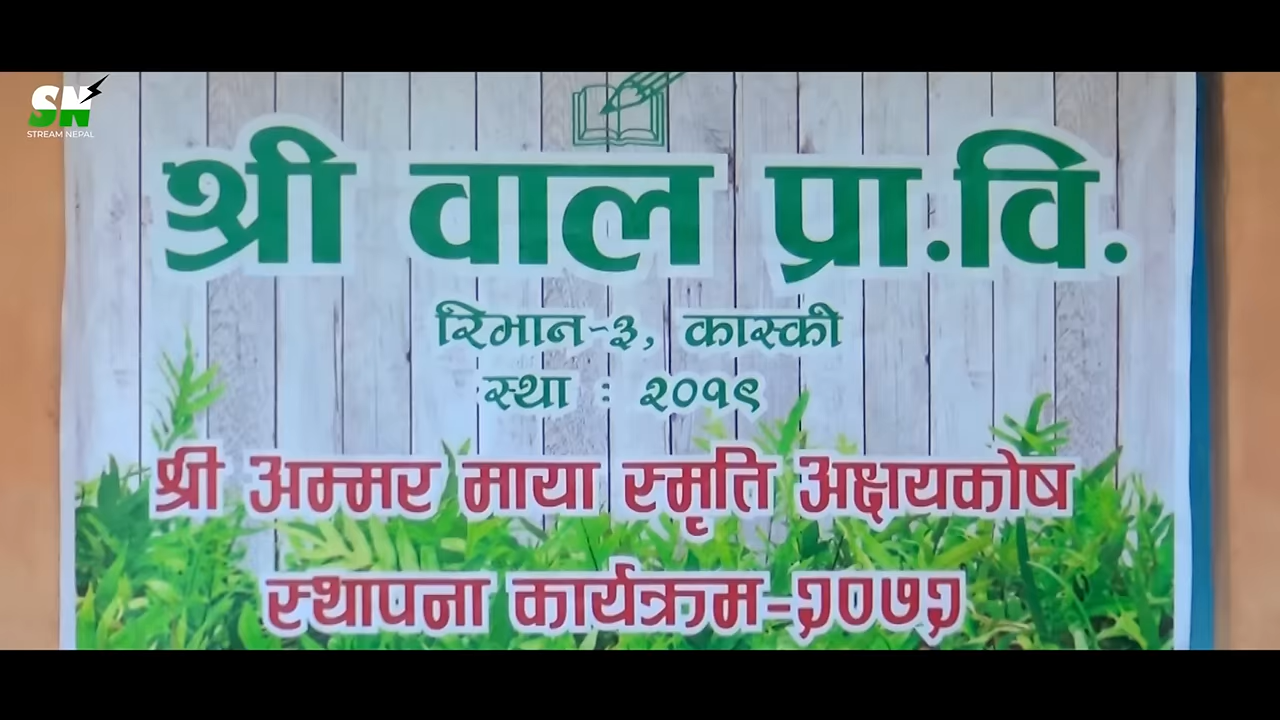 SN
STREAM NEPAL
श्री वाल प्रा.वि.
रिभान-३, कास्की
स्था : २०१९
श्री अम्मर माया स्मृति अक्षयकोष
स्थापना कार्यक्रम-२०७२